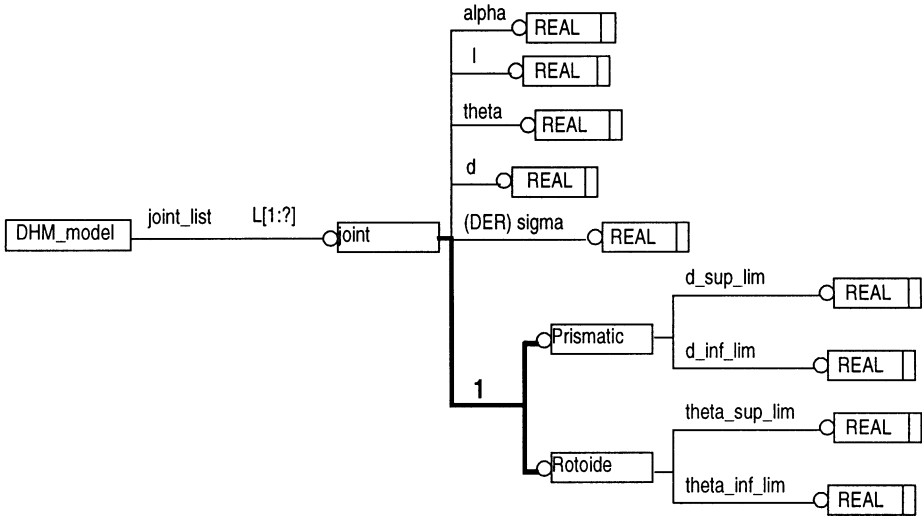 alpha
REAL
l
REAL
theta
REAL
d
REAL
DHM_model
joint_list
L[1:?]
joint
(DER) sigma
REAL
d_sup_lim
REAL
Prismatic
d_inf_lim
REAL
1
theta_sup_lim
REAL
Rotoide
theta_inf_lim
REAL